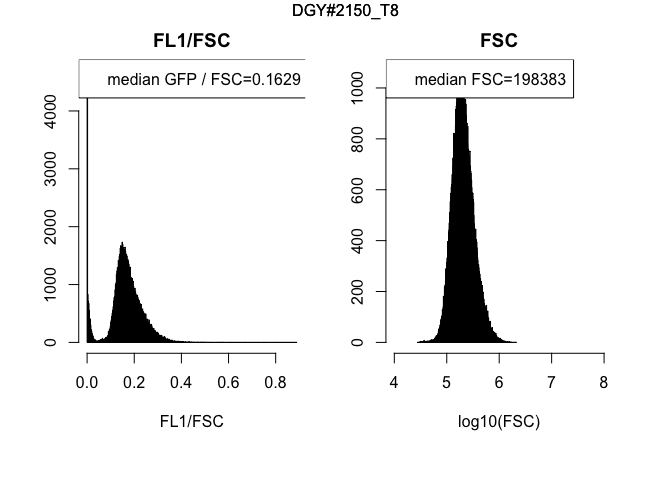 DGY#2150_T8
FL1/FSC
median GFP / FSC=0.1629
4000
3000
2000
1000
0
0.0 0.2 0.4 0.6 0.8
FL1/FSC
FSC
median FSC=198383
1000
800
600
400
200
0
4 5 6 7 8
log10(FSC)